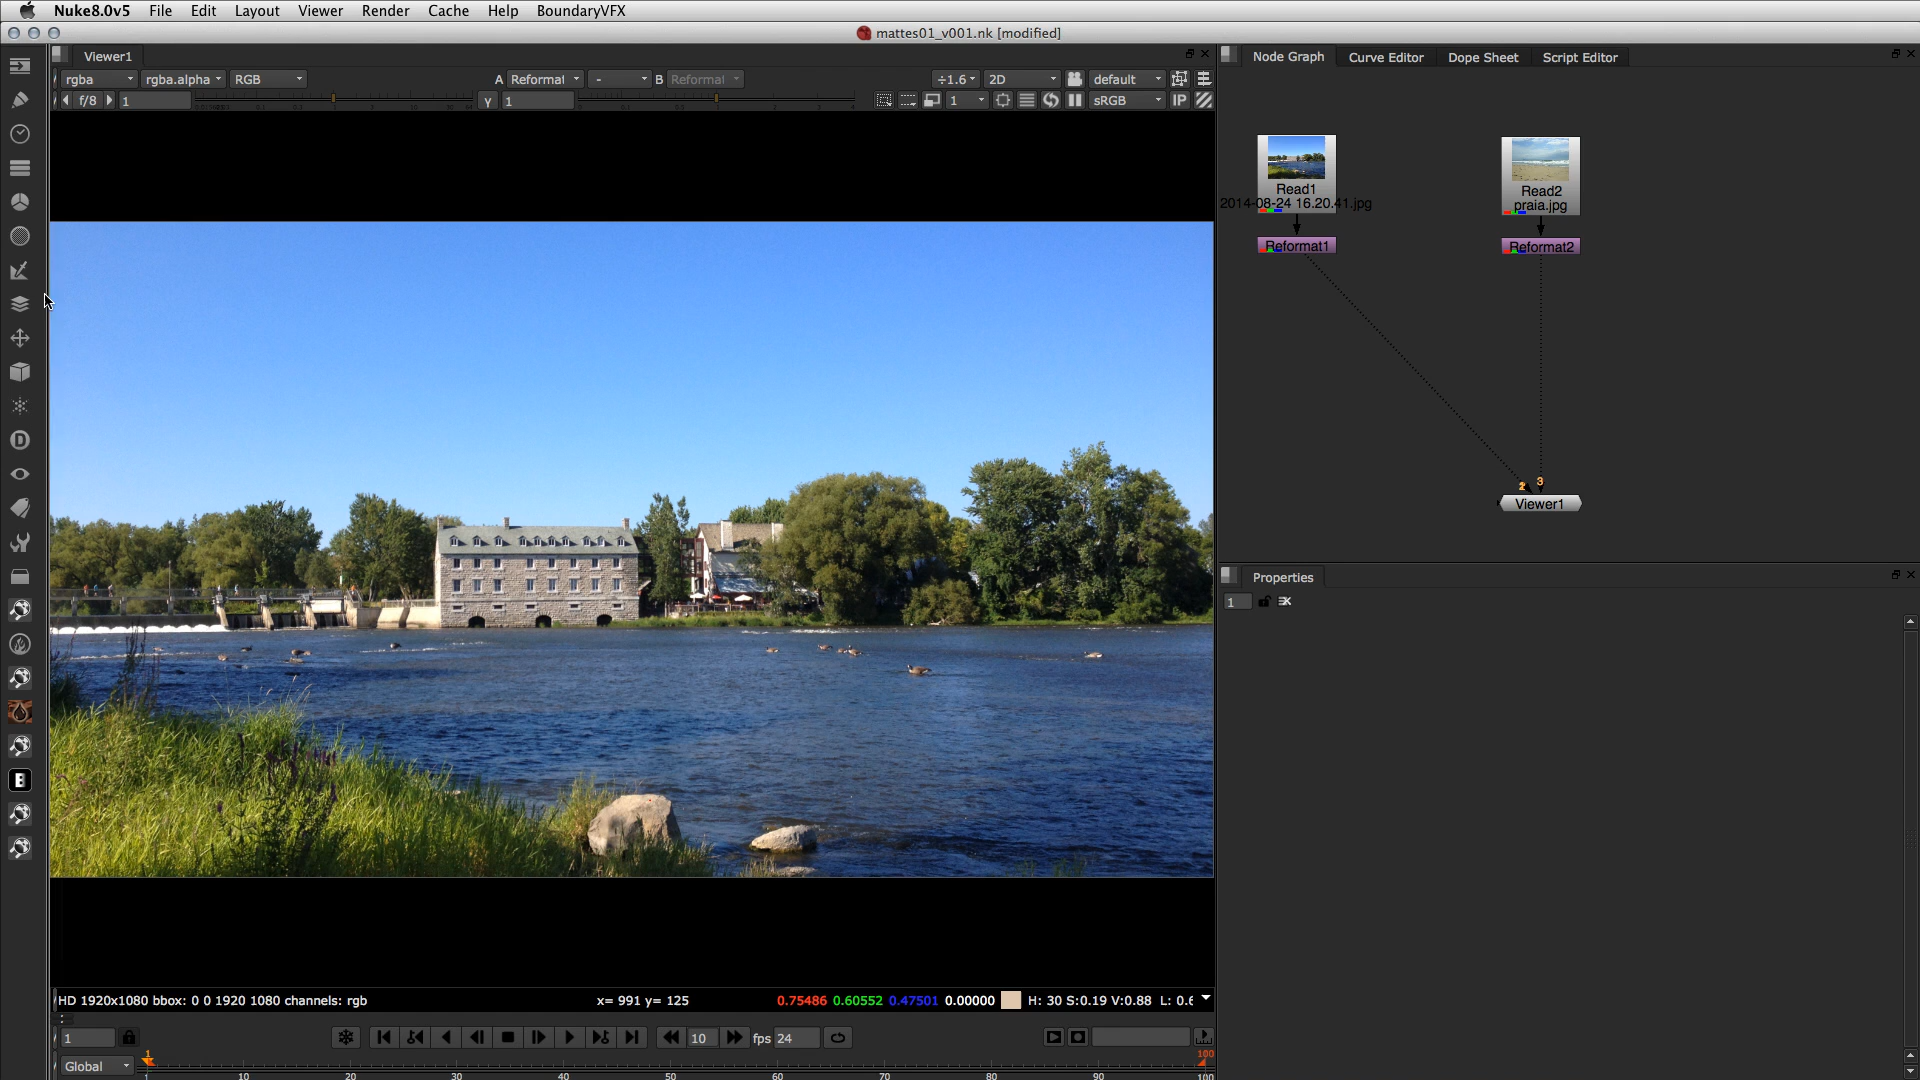 Nuke8.0v5 File Edit Layout Viewer Render Cache Help BoundaryVFX
mattes01_v001.nk [modified]
Viewer1
rgba rgba.alpha RGB A Reformat - B Reformat ÷1.6 2D default
f/8 1 γ 1 1 sRGB IP
HD 1920x1080 bbox: 0 0 1920 1080 channels: rgb x= 991 y= 125 0.75486 0.60552 0.47501 0.00000 H: 30 S:0.19 V:0.88 L: 0.6
1 10 fps 24
Global 1 100
1 10 20 30 40 50 60 70 80 90 100
Node Graph Curve Editor Dope Sheet Script Editor
Read1
2014-08-24 16.20.41.jpg
Reformat1
Read2
praia.jpg
Reformat2
2 3
Viewer1
Properties
1